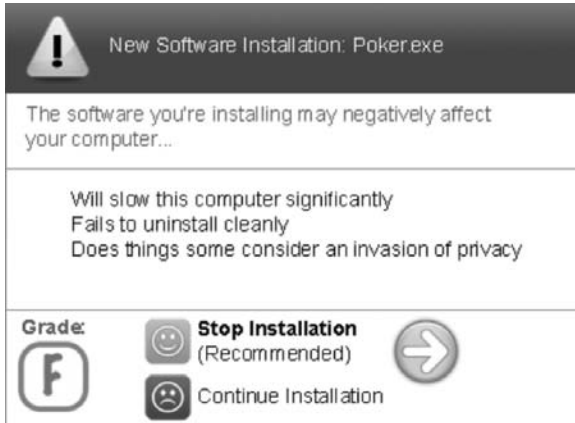 New Software Installation: Poker.exe
The software you're installing may negatively affect
your computer...
Will slow this computer significantly
Fails to uninstall cleanly
Does things some consider an invasion of privacy
Grade:
F
Stop Installation
(Recommended)
Continue Installation